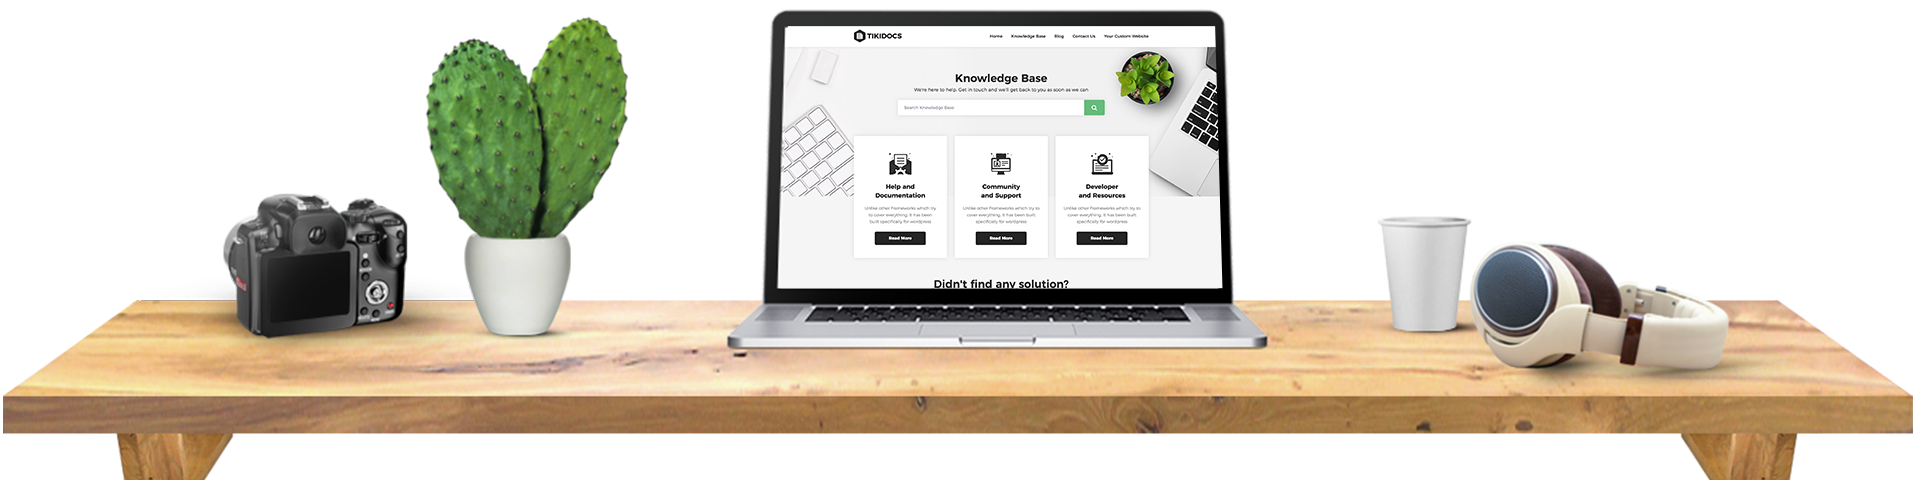 TIKIDOCS
Home Knowledge Base Blog Contact Us Your Custom Website
Knowledge Base
We're here to help. Get in touch and we'll get back to you as soon as we can
Search Knowledge Base
Help and
Documentation
Unlike other frameworks which try
to cover everything, it has been
built specifically for wordpress
Read More
Community
and Support
Unlike other frameworks which try to
cover everything, it has been built
specifically for wordpress
Read More
Developer
and Resources
Unlike other frameworks which try to
cover everything, it has been built
specifically for wordpress
Read More
Didn't find any solution?